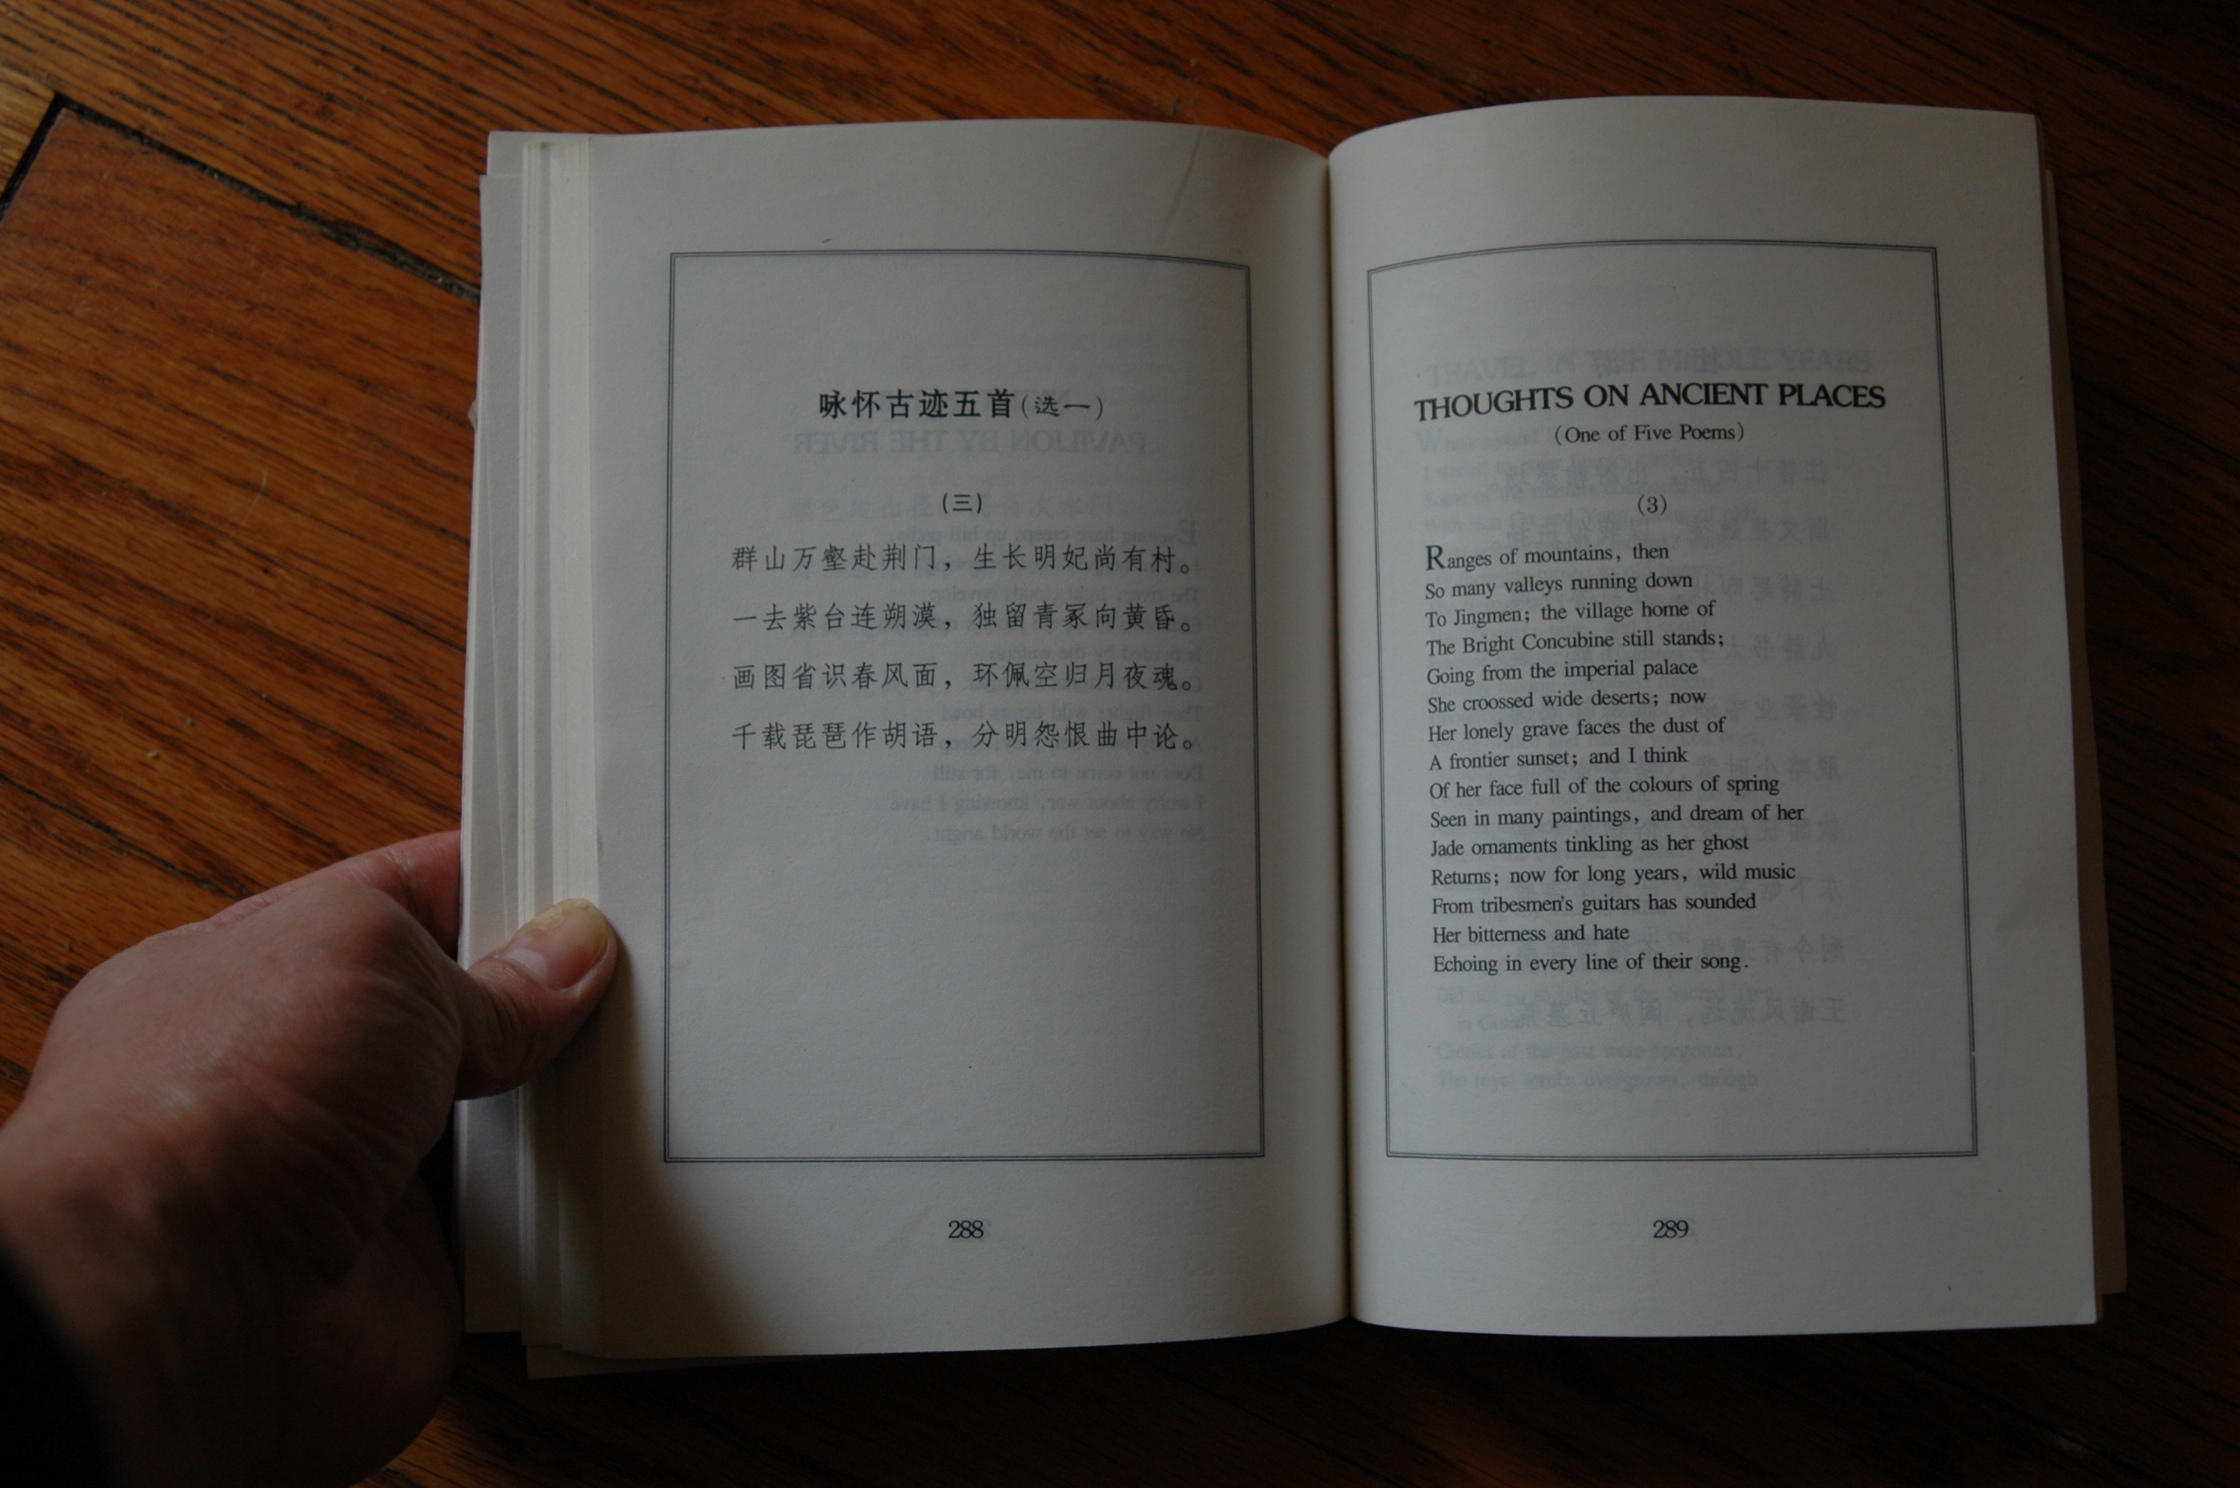 咏怀古迹五首(选一)
(三)
群山万壑赴荆门，生长明妃尚有村。
一去紫台连朔漠，独留青冢向黄昏。
画图省识春风面，环佩空归月夜魂。
千载琵琶作胡语，分明怨恨曲中论。
288
THOUGHTS ON ANCIENT PLACES
(One of Five Poems)
(3)
Ranges of mountains, then
So many valleys running down
To Jingmen; the village home of
The Bright Concubine still stands;
Going from the imperial palace
She croossed wide deserts; now
Her lonely grave faces the dust of
A frontier sunset; and I think
Of her face full of the colours of spring
Seen in many paintings, and dream of her
Jade ornaments tinkling as her ghost
Returns; now for long years, wild music
From tribesmen's guitars has sounded
Her bitterness and hate
Echoing in every line of their song.
289